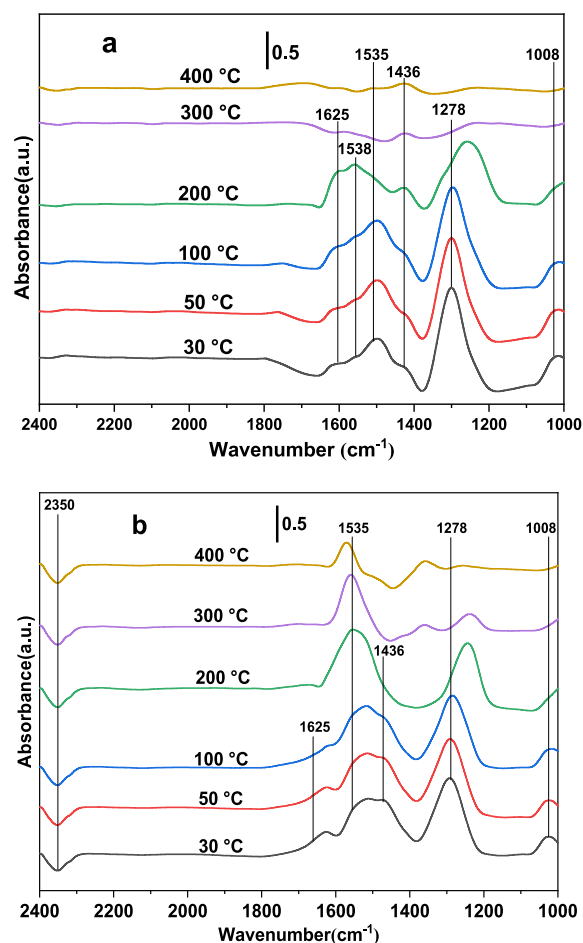 a
0.5
1535
1008
400 °C
1436
300 °C
1625
1278
1538
200 °C
100 °C
50 °C
30 °C
Absorbance(a.u.)
2400 2200 2000 1800 1600 1400 1200 1000
Wavenumber (cm-1)
2350
b
0.5
1535
1278
1008
400 °C
300 °C
200 °C
1436
1625
100 °C
50 °C
30 °C
Absorbance(a.u.)
2400 2200 2000 1800 1600 1400 1200 1000
Wavenumber(cm-1)